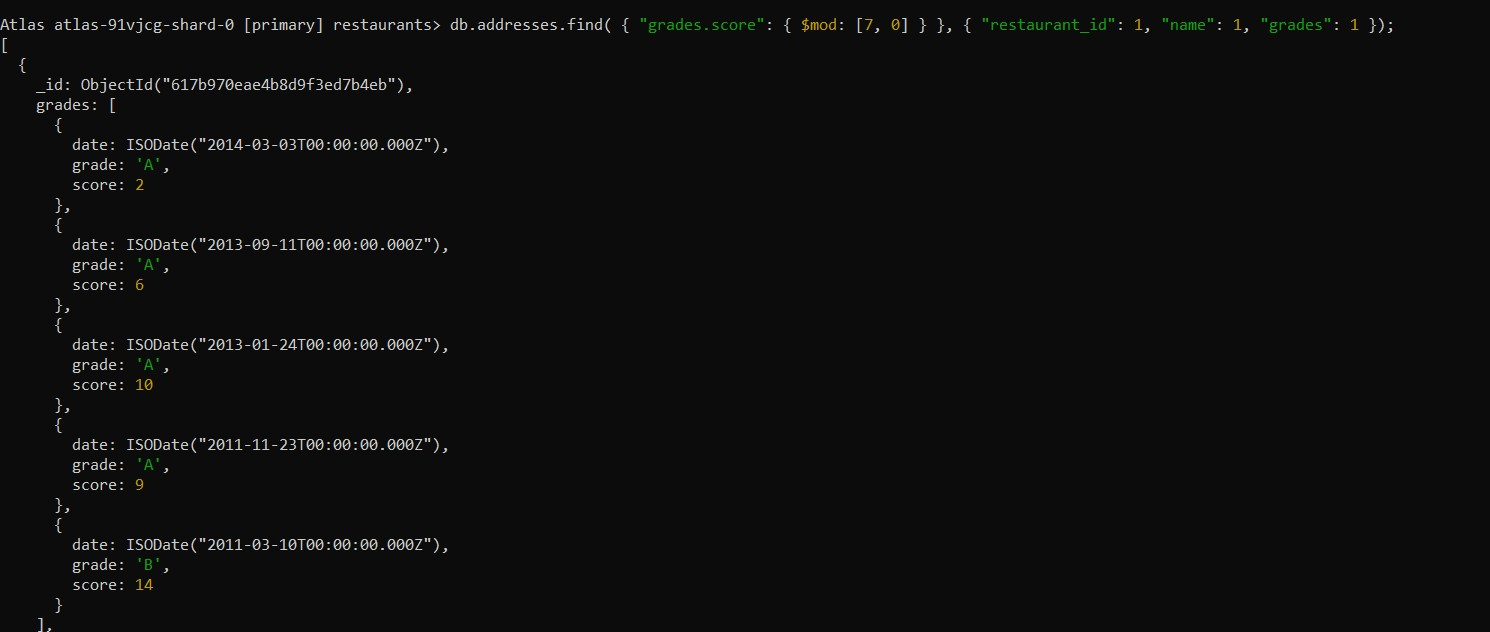 Atlas atlas-91vjcg-shard-0 [primary] restaurants> db.addresses.find( { "grades.score": { $mod: [7, 0] } }, { "restaurant_id": 1, "name": 1, "grades": 1 });
[
  {
    _id: ObjectId("617b970eae4b8d9f3ed7b4eb"),
    grades: [
      {
        date: ISODate("2014-03-03T00:00:00.000Z"),
        grade: 'A',
        score: 2
      },
      {
        date: ISODate("2013-09-11T00:00:00.000Z"),
        grade: 'A',
        score: 6
      },
      {
        date: ISODate("2013-01-24T00:00:00.000Z"),
        grade: 'A',
        score: 10
      },
      {
        date: ISODate("2011-11-23T00:00:00.000Z"),
        grade: 'A',
        score: 9
      },
      {
        date: ISODate("2011-03-10T00:00:00.000Z"),
        grade: 'B',
        score: 14
      }
    ],